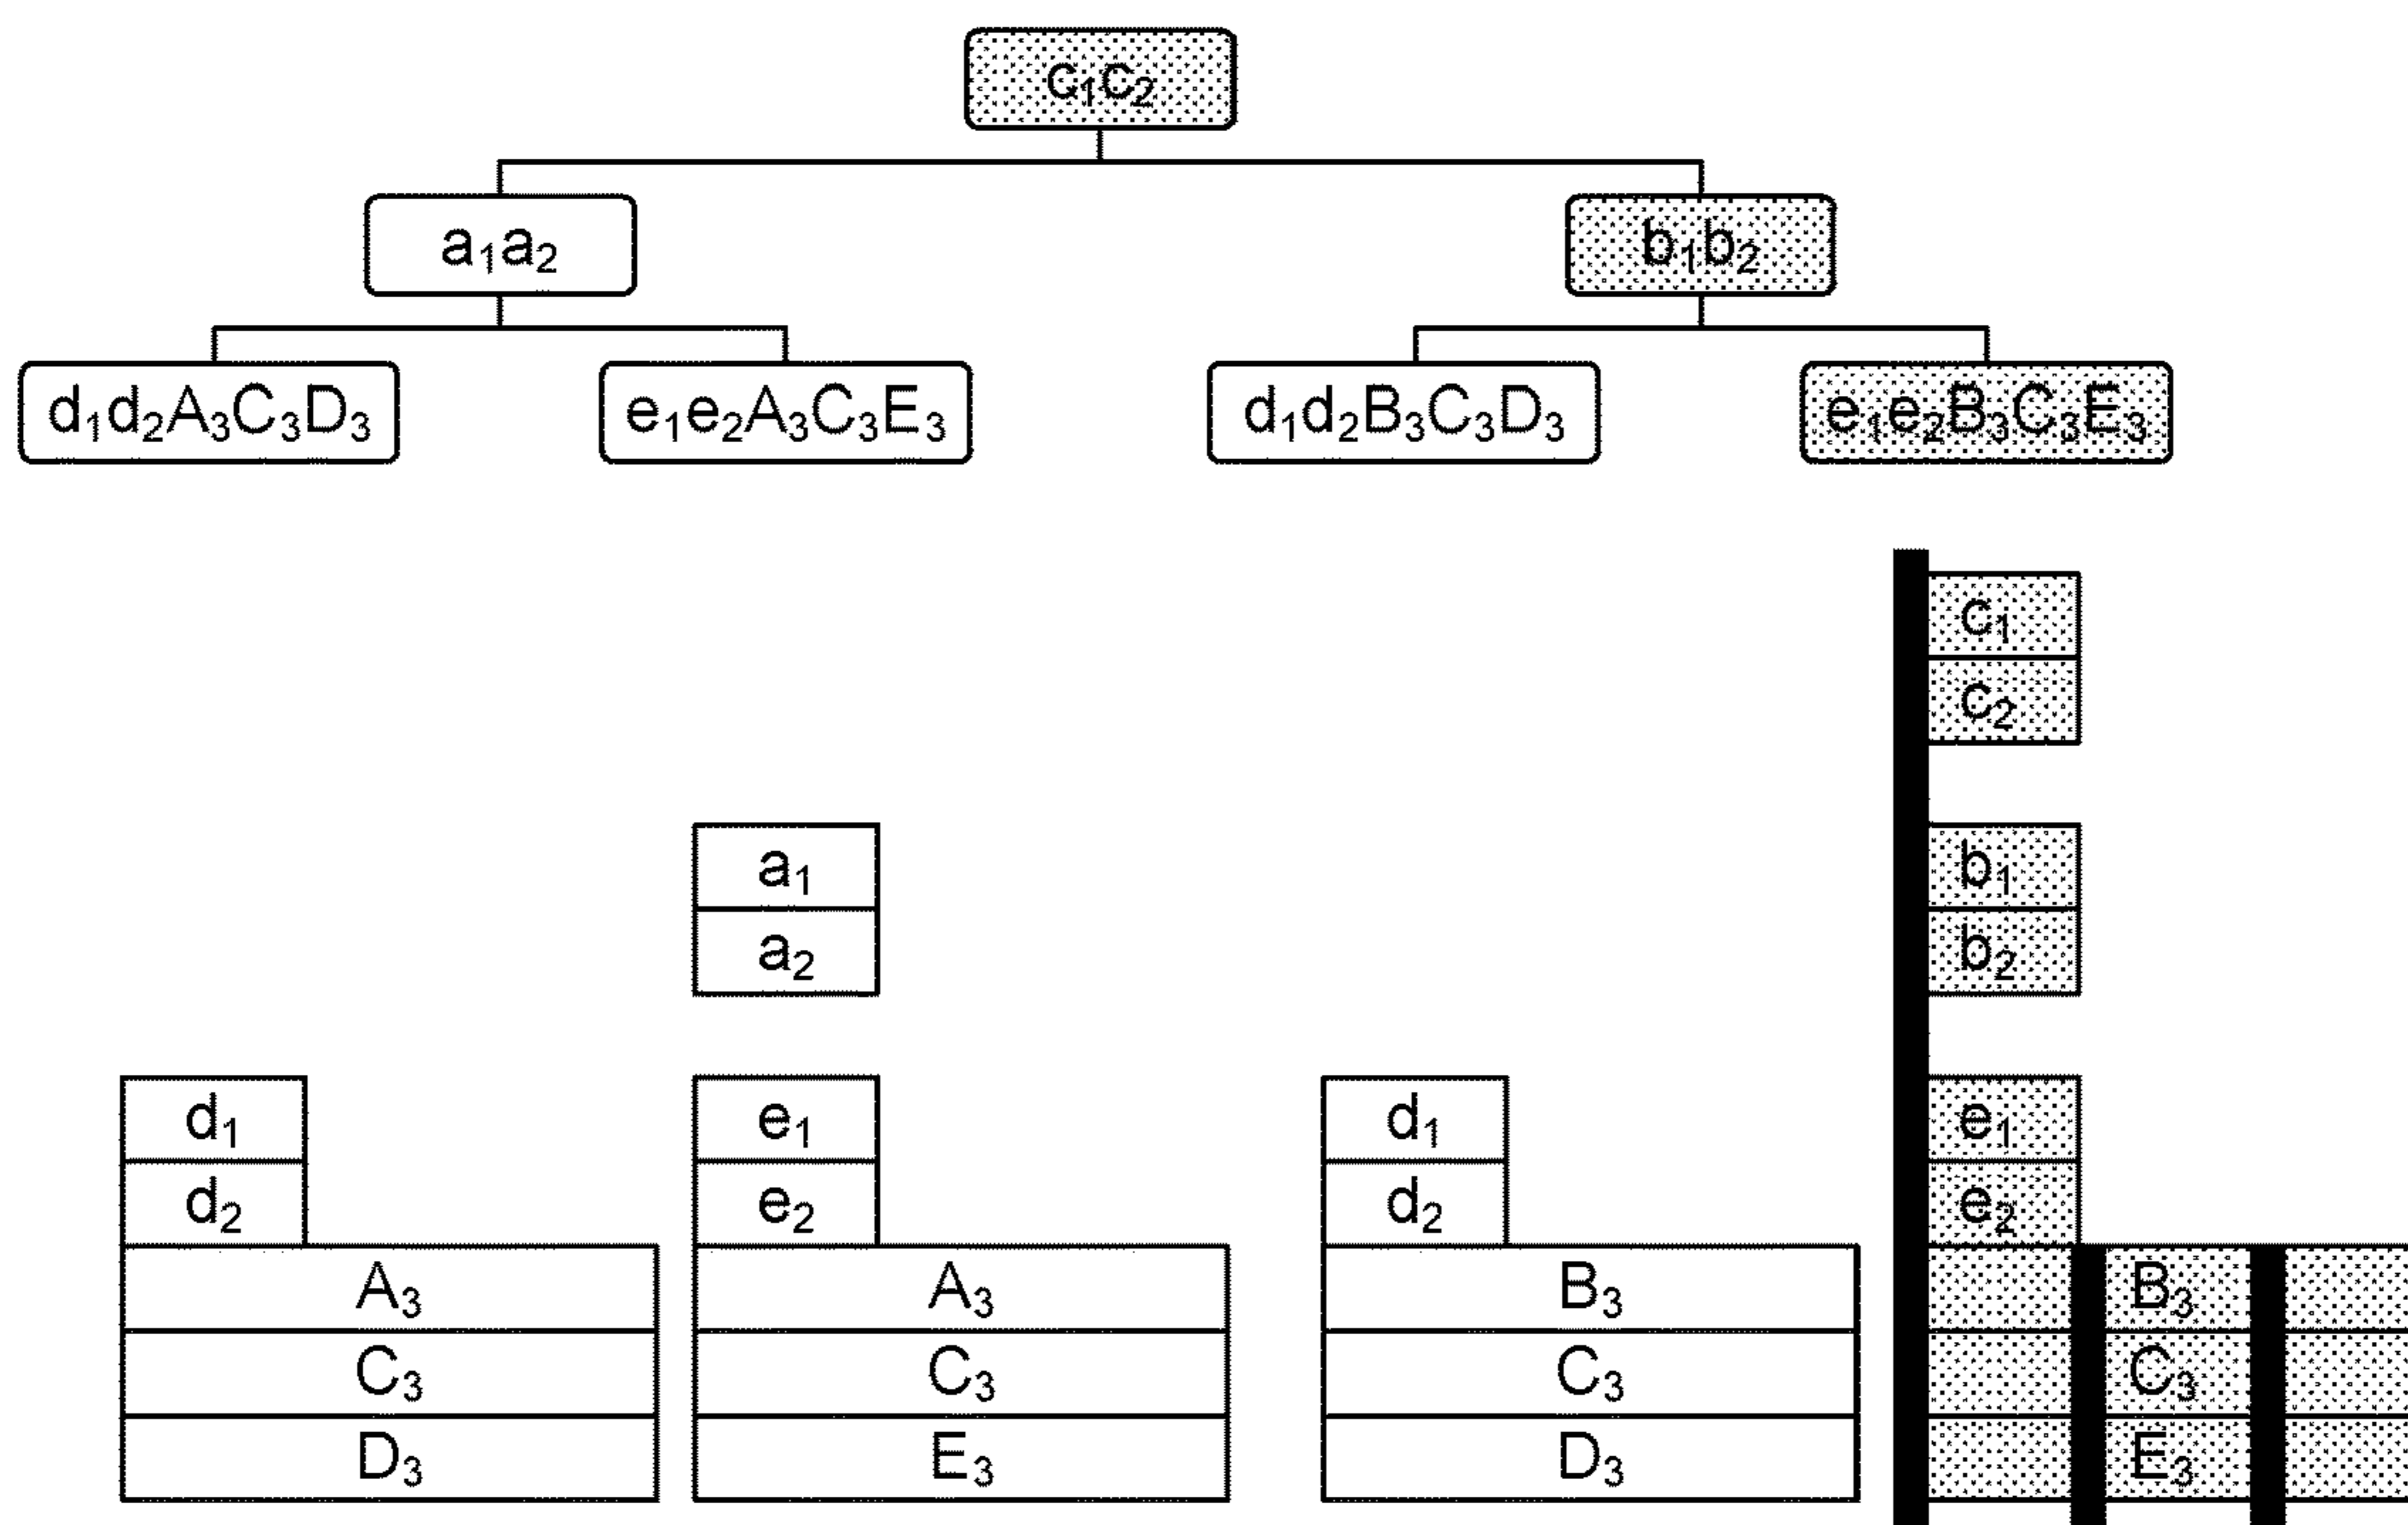 c₁c₂
a₁a₂ b₁b₂
d₁d₂A₃C₃D₃ e₁e₂A₃C₃E₃ d₁d₂B₃C₃D₃ e₁e₂B₃C₃E₃
c₁
c₂
a₁ b₁
a₂ b₂
d₁ e₁ d₁ e₁
d₂ e₂ d₂ e₂
A₃ A₃ B₃ B₃
C₃ C₃ C₃ C₃
D₃ E₃ D₃ E₃